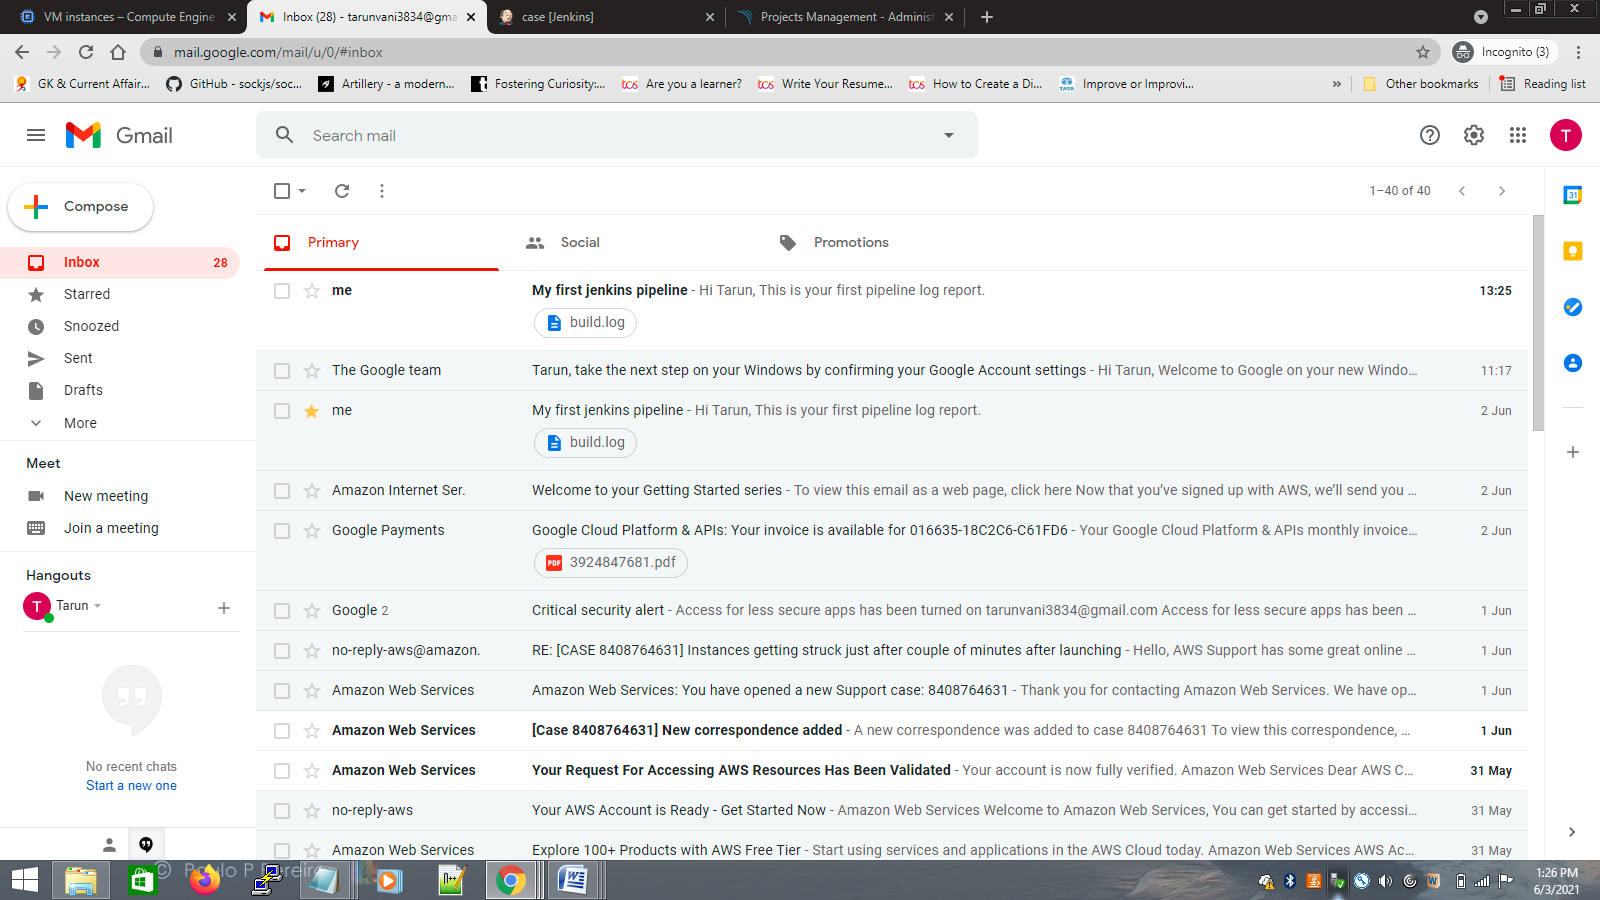 VM instances – Compute Engine
Inbox (28) - tarunvani3834@gma
case [Jenkins]
Projects Management - Administ
mail.google.com/mail/u/0/#inbox
Incognito (3)
GK & Current Affair...
GitHub - sockjs/soc...
Artillery - a modern...
t
Fostering Curiosity:...
tcs
Are you a learner?
tcs
Write Your Resume...
tcs
How to Create a Di...
TATA
Improve or Improvi...
»
Other bookmarks
Reading list
Gmail
Search mail
T
Compose
1–40 of 40
31
Primary
Social
Promotions
Inbox
28
Starred
Snoozed
Sent
Drafts
More
Meet
New meeting
Join a meeting
Hangouts
T
Tarun
No recent chats
Start a new one
me
My first jenkins pipeline - Hi Tarun, This is your first pipeline log report.
13:25
build.log
The Google team
Tarun, take the next step on your Windows by confirming your Google Account settings - Hi Tarun, Welcome to Google on your new Windo...
11:17
me
My first jenkins pipeline - Hi Tarun, This is your first pipeline log report.
2 Jun
build.log
Amazon Internet Ser.
Welcome to your Getting Started series - To view this email as a web page, click here Now that you’ve signed up with AWS, we’ll send you ...
2 Jun
Google Payments
Google Cloud Platform & APIs: Your invoice is available for 016635-18C2C6-C61FD6 - Your Google Cloud Platform & APIs monthly invoice...
2 Jun
PDF
3924847681.pdf
Google 2
Critical security alert - Access for less secure apps has been turned on tarunvani3834@gmail.com Access for less secure apps has been ...
1 Jun
no-reply-aws@amazon.
RE: [CASE 8408764631] Instances getting struck just after couple of minutes after launching - Hello, AWS Support has some great online ...
1 Jun
Amazon Web Services
Amazon Web Services: You have opened a new Support case: 8408764631 - Thank you for contacting Amazon Web Services. We have op...
1 Jun
Amazon Web Services
[Case 8408764631] New correspondence added - A new correspondence was added to case 8408764631 To view this correspondence, ...
1 Jun
Amazon Web Services
Your Request For Accessing AWS Resources Has Been Validated - Your account is now fully verified. Amazon Web Services Dear AWS C...
31 May
no-reply-aws
Your AWS Account is Ready - Get Started Now - Amazon Web Services Welcome to Amazon Web Services, You can get started by accessi...
31 May
Amazon Web Services
Explore 100+ Products with AWS Free Tier - Start using services and applications in the AWS Cloud today. Amazon Web Services AWS Ac...
31 May
© Paulo P Pereira
1:26 PM
6/3/2021